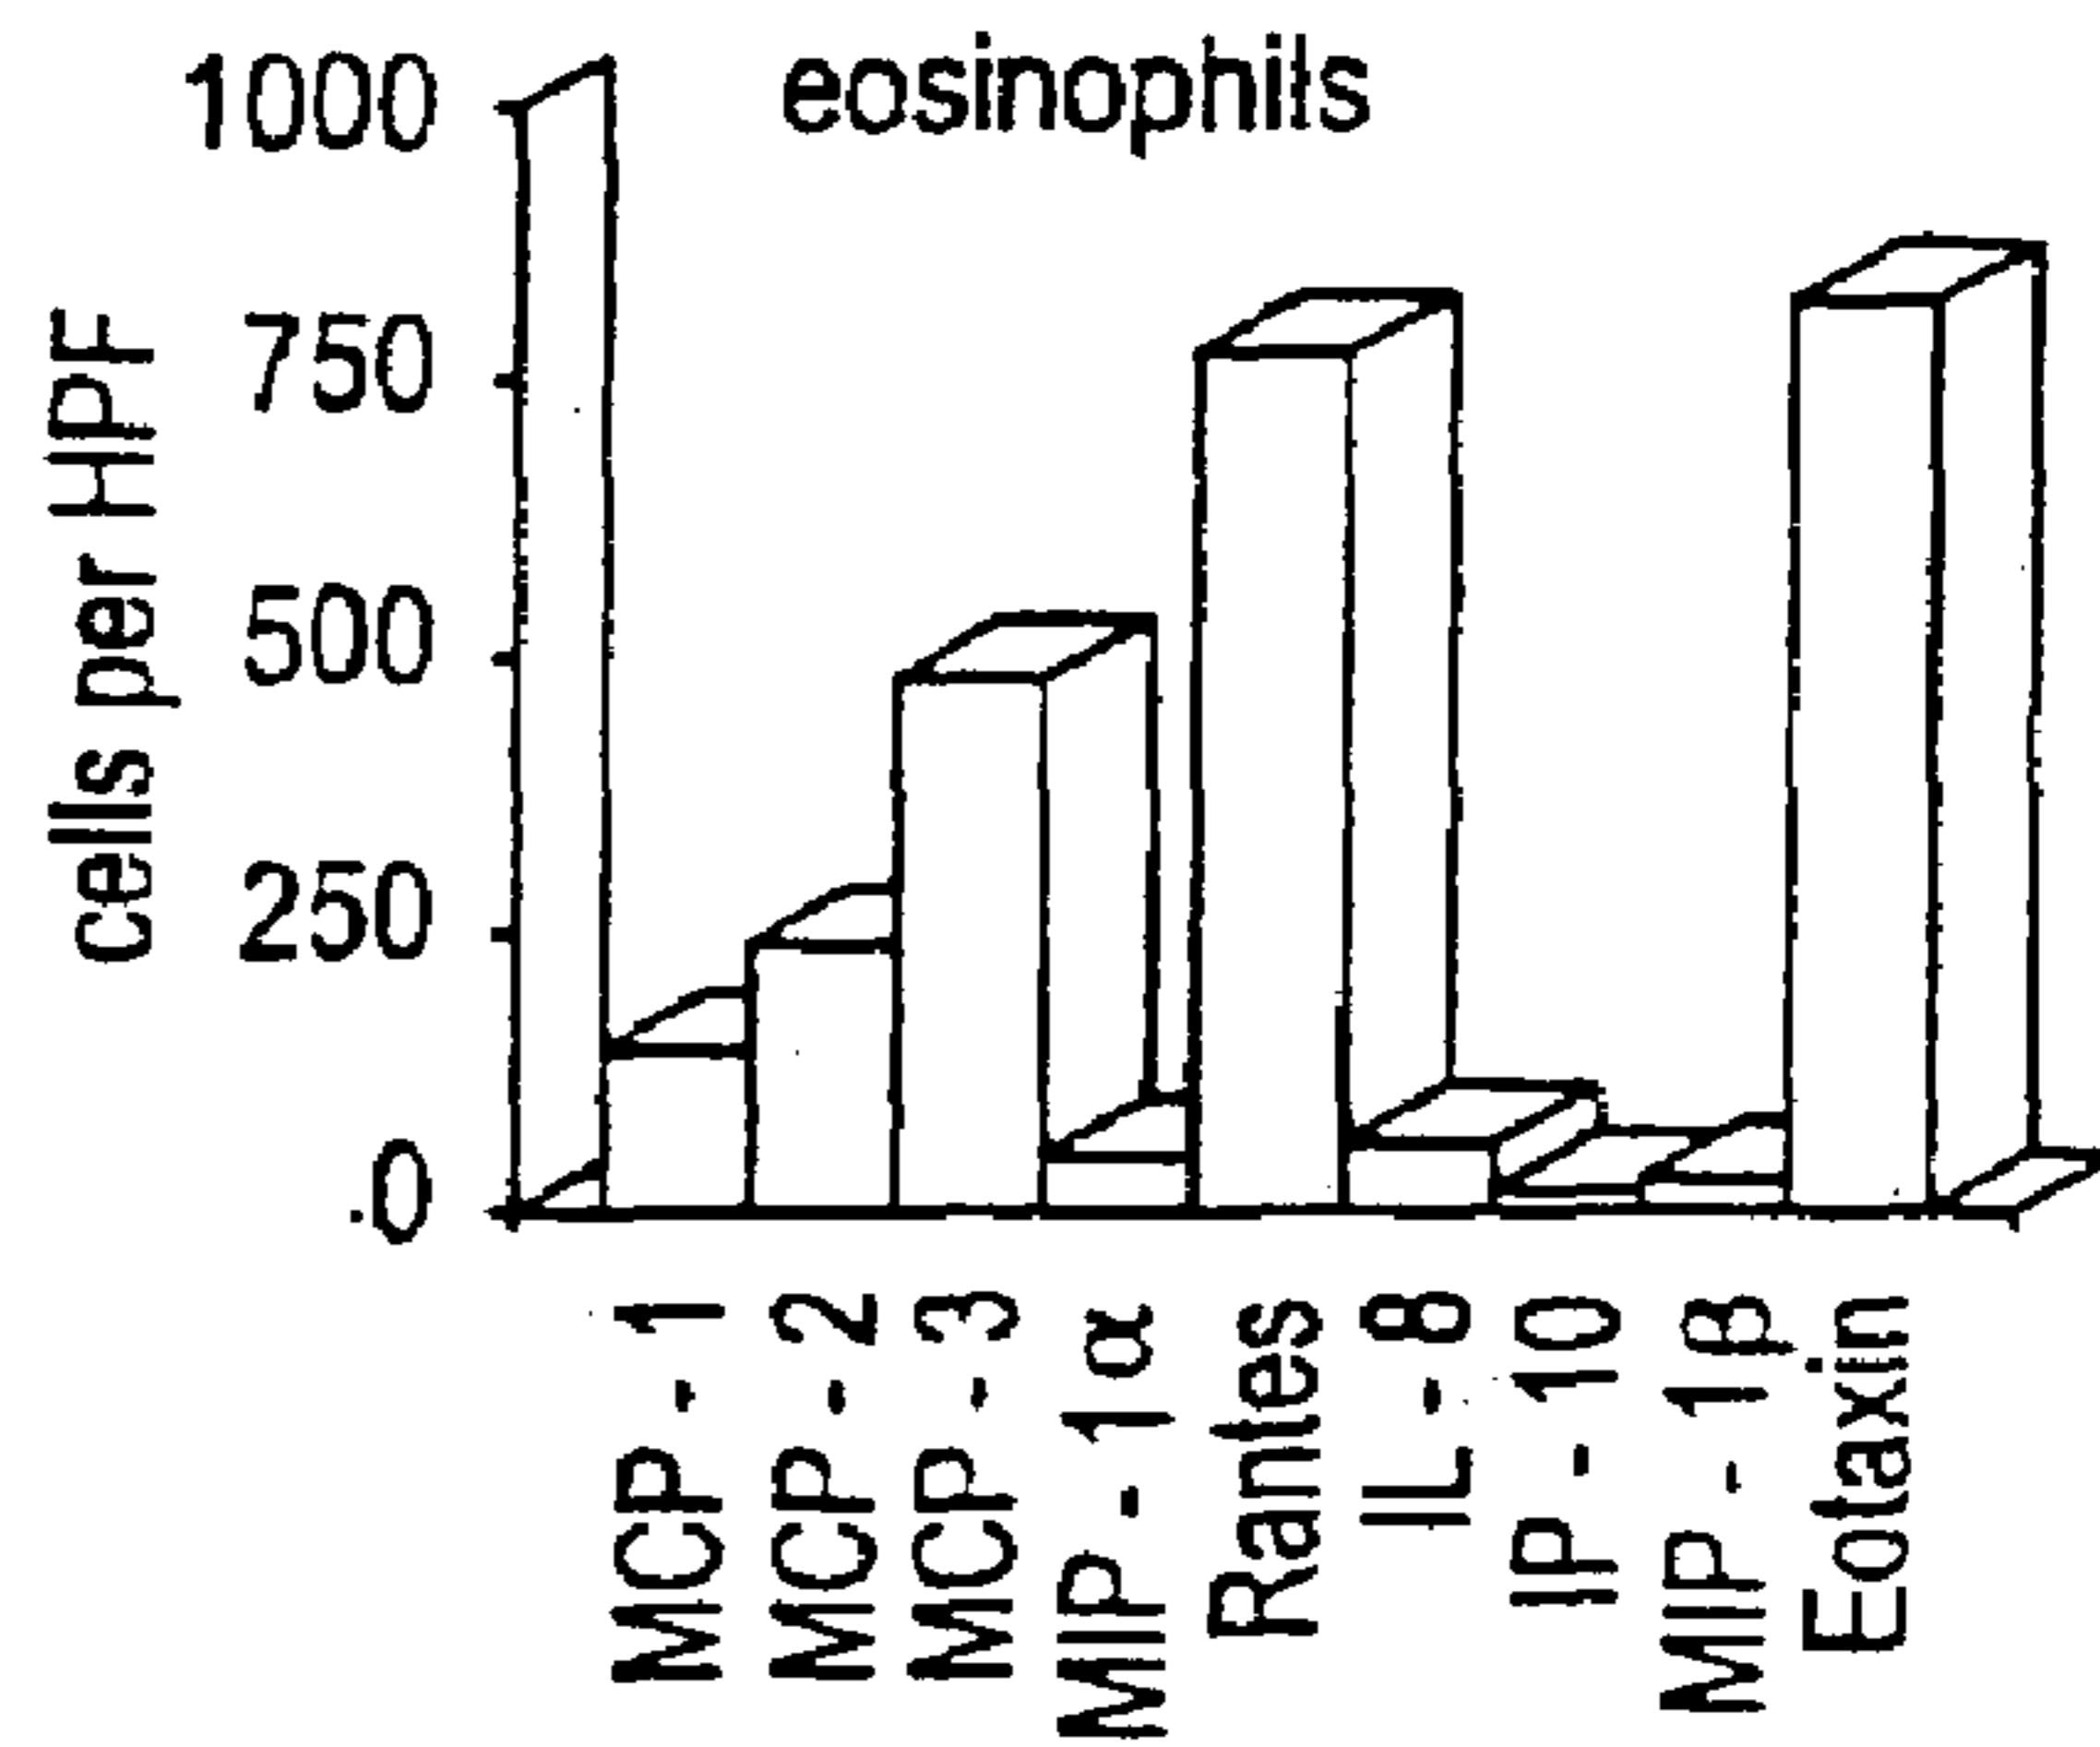 eosinophils
cells per HPF
1000
750
500
250
.0
MCP - 1
MCP - 2
MCP - 3
MIP - 1α
Rantes
IL - 8
IP - 10
MIP - 1β
Eotaxin